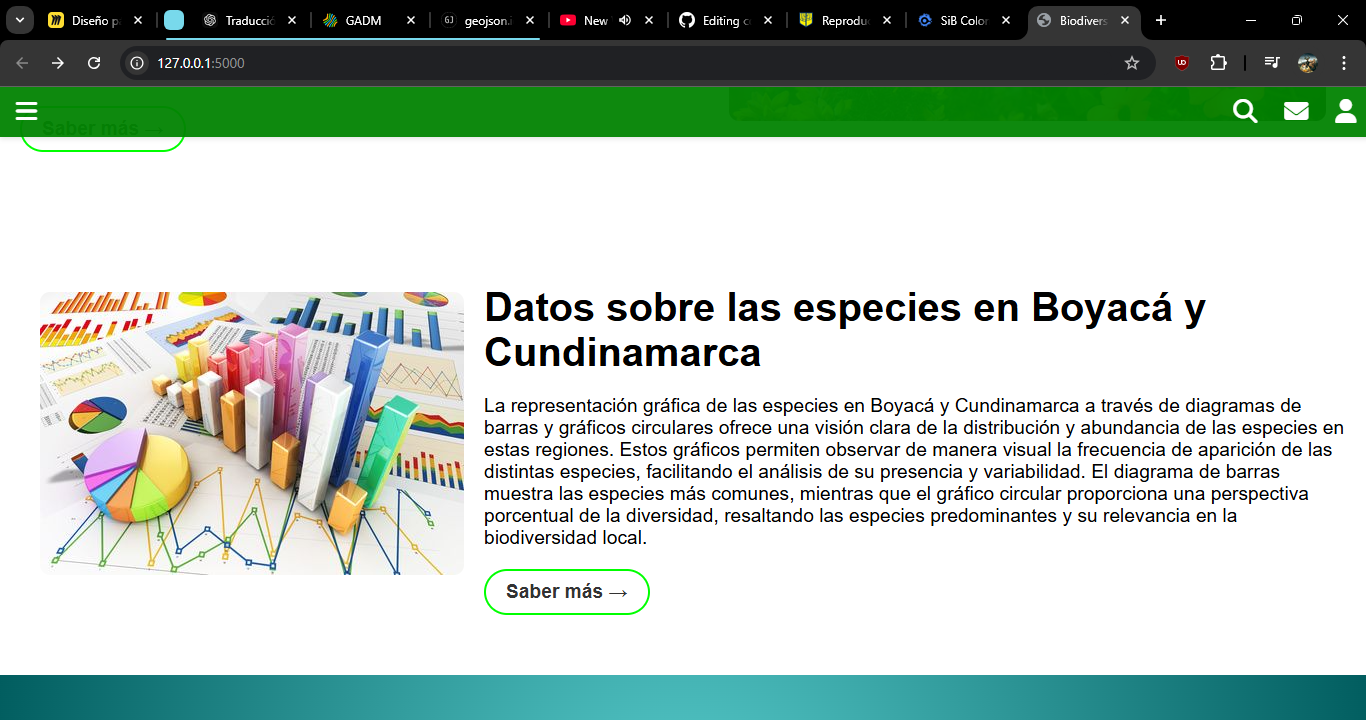 Diseño p
Traducció
GADM
geojson.i
New
Editing c
Reprodu
SiB Color
Biodivers
127.0.0.1:5000
Saber más →
Datos sobre las especies en Boyacá y
Cundinamarca
La representación gráfica de las especies en Boyacá y Cundinamarca a través de diagramas de
barras y gráficos circulares ofrece una visión clara de la distribución y abundancia de las especies en
estas regiones. Estos gráficos permiten observar de manera visual la frecuencia de aparición de las
distintas especies, facilitando el análisis de su presencia y variabilidad. El diagrama de barras
muestra las especies más comunes, mientras que el gráfico circular proporciona una perspectiva
porcentual de la diversidad, resaltando las especies predominantes y su relevancia en la
biodiversidad local.
Saber más →